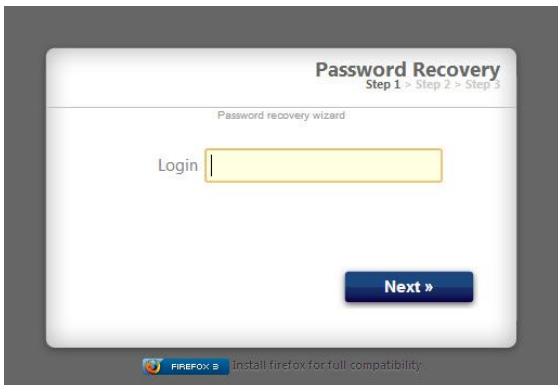 Password Recovery
Step 1 > Step 2 > Step 3
Password recovery wizard
Login
Next »
FIREFOX 3 Install firefox for full compatibility